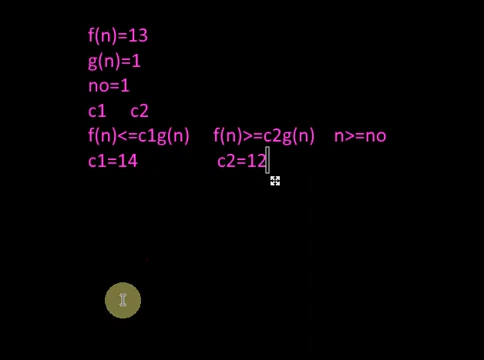 f(n)=13
g(n)=1
no=1
c1 c2
f(n)<=c1g(n) f(n)>=c2g(n) n>=no
c1=14 c2=12